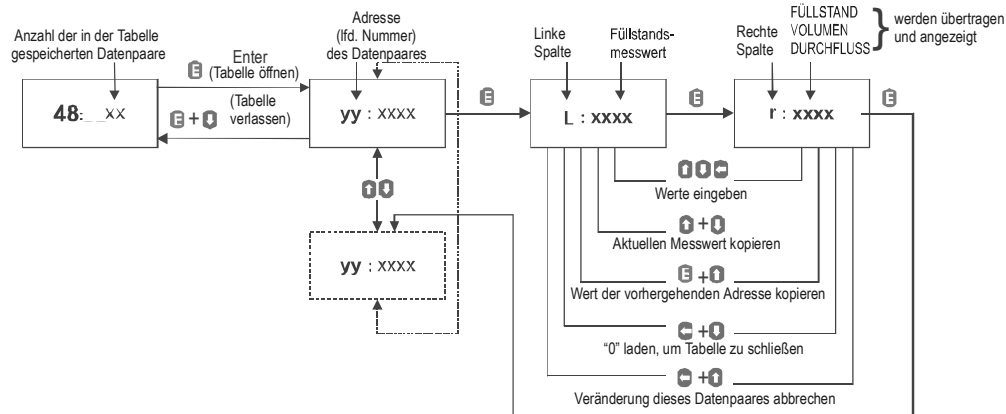 Anzahl der in der Tabelle
gespeicherten Datenpaare
48:_ _xx
E Enter
(Tabelle öffnen)
E + (Tabelle
verlassen)
Adresse
(lfd. Nummer)
des Datenpaares
yy : xxxx
yy : xxxx
E
Linke
Spalte
Füllstands-
messwert
L : xxxx
E
Rechte
Spalte
FÜLLSTAND
VOLUMEN
DURCHFLUSS
werden übertragen
und angezeigt
r : xxxx
E
Werte eingeben
+
Aktuellen Messwert kopieren
E +
Wert der vorhergehenden Adresse kopieren
+
“0” laden, um Tabelle zu schließen
+
Veränderung dieses Datenpaares abbrechen